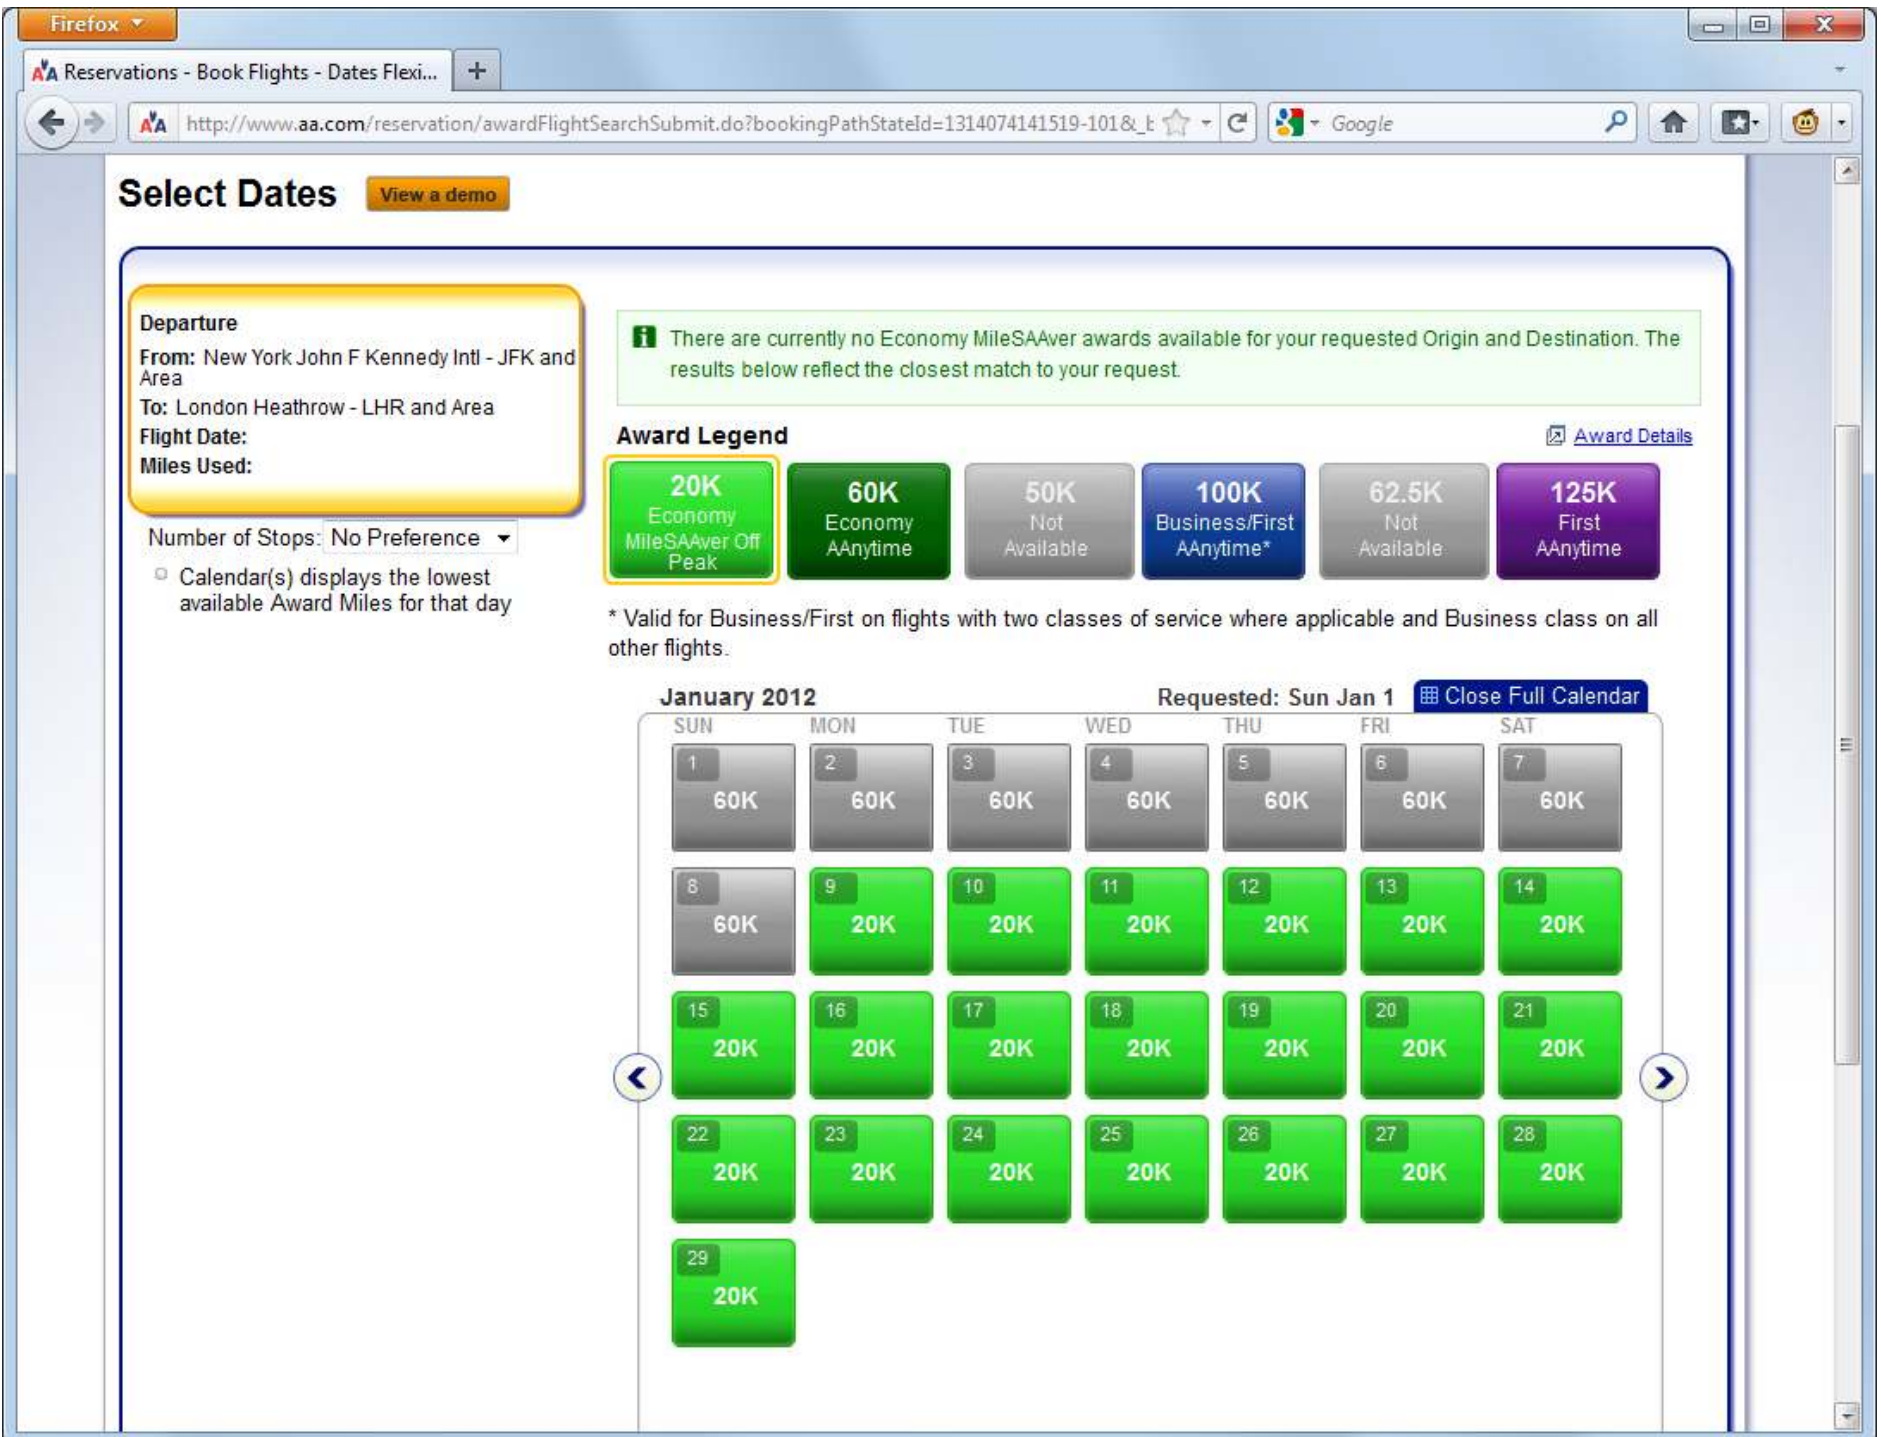 Firefox
AA Reservations - Book Flights - Dates Flexi...
AA http://www.aa.com/reservation/awardFlightSearchSubmit.do?bookingPathStateId=1314074141519-101&_t Google
Select Dates View a demo
Departure
From: New York John F Kennedy Intl - JFK and
Area
To: London Heathrow - LHR and Area
Flight Date:
Miles Used:
Number of Stops: No Preference
Calendar(s) displays the lowest
available Award Miles for that day
There are currently no Economy MileSAAver awards available for your requested Origin and Destination. The
results below reflect the closest match to your request.
Award Legend Award Details
20K 60K 50K 100K 62.5K 125K
Economy Economy Not Business/First Not First
MileSAAver Off AAnytime Available AAnytime* Available AAnytime
Peak
* Valid for Business/First on flights with two classes of service where applicable and Business class on all
other flights.
January 2012 Requested: Sun Jan 1 Close Full Calendar
SUN MON TUE WED THU FRI SAT
1 2 3 4 5 6 7
60K 60K 60K 60K 60K 60K 60K
8 9 10 11 12 13 14
60K 20K 20K 20K 20K 20K 20K
15 16 17 18 19 20 21
20K 20K 20K 20K 20K 20K 20K
22 23 24 25 26 27 28
20K 20K 20K 20K 20K 20K 20K
29
20K